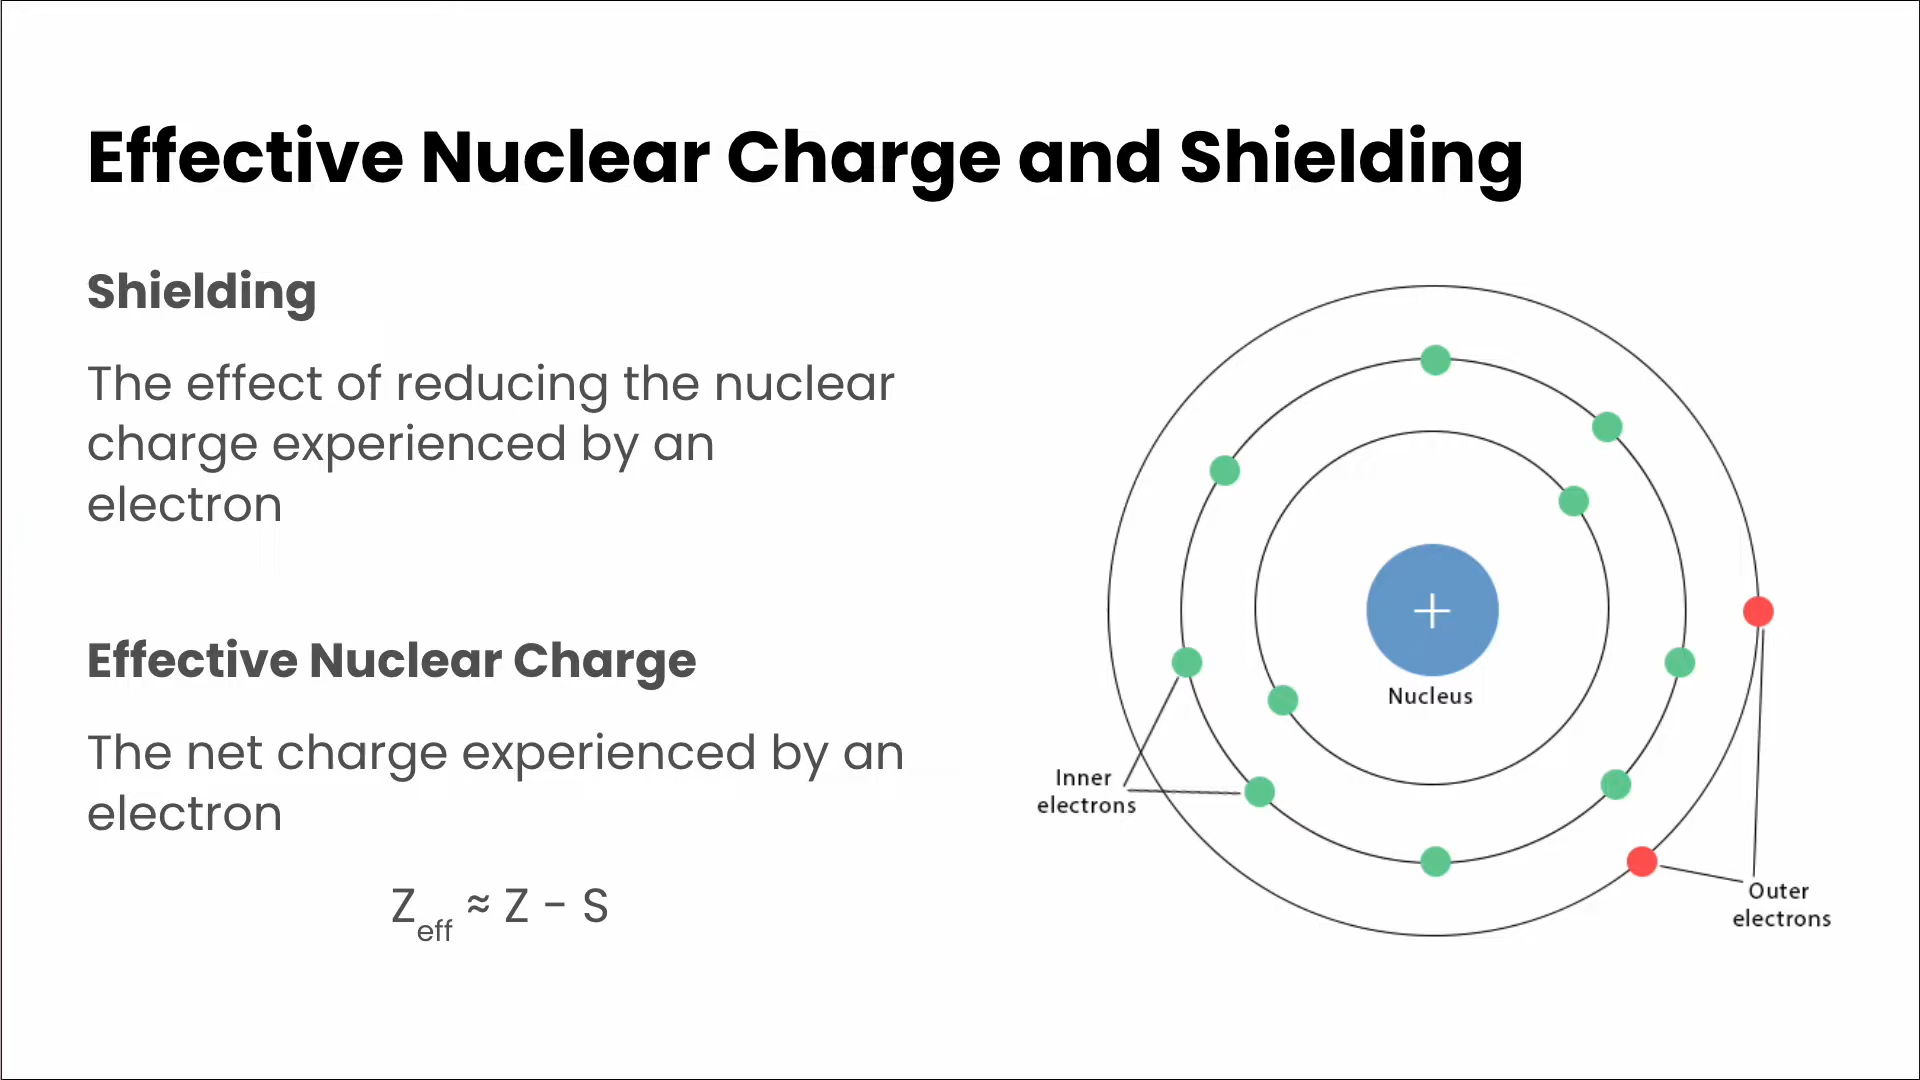 Effective Nuclear Charge and Shielding
Shielding
The effect of reducing the nuclear
charge experienced by an
electron
Effective Nuclear Charge
The net charge experienced by an
electron
Zeff ≈ Z − S
+
Nucleus
Inner
electrons
Outer
electrons